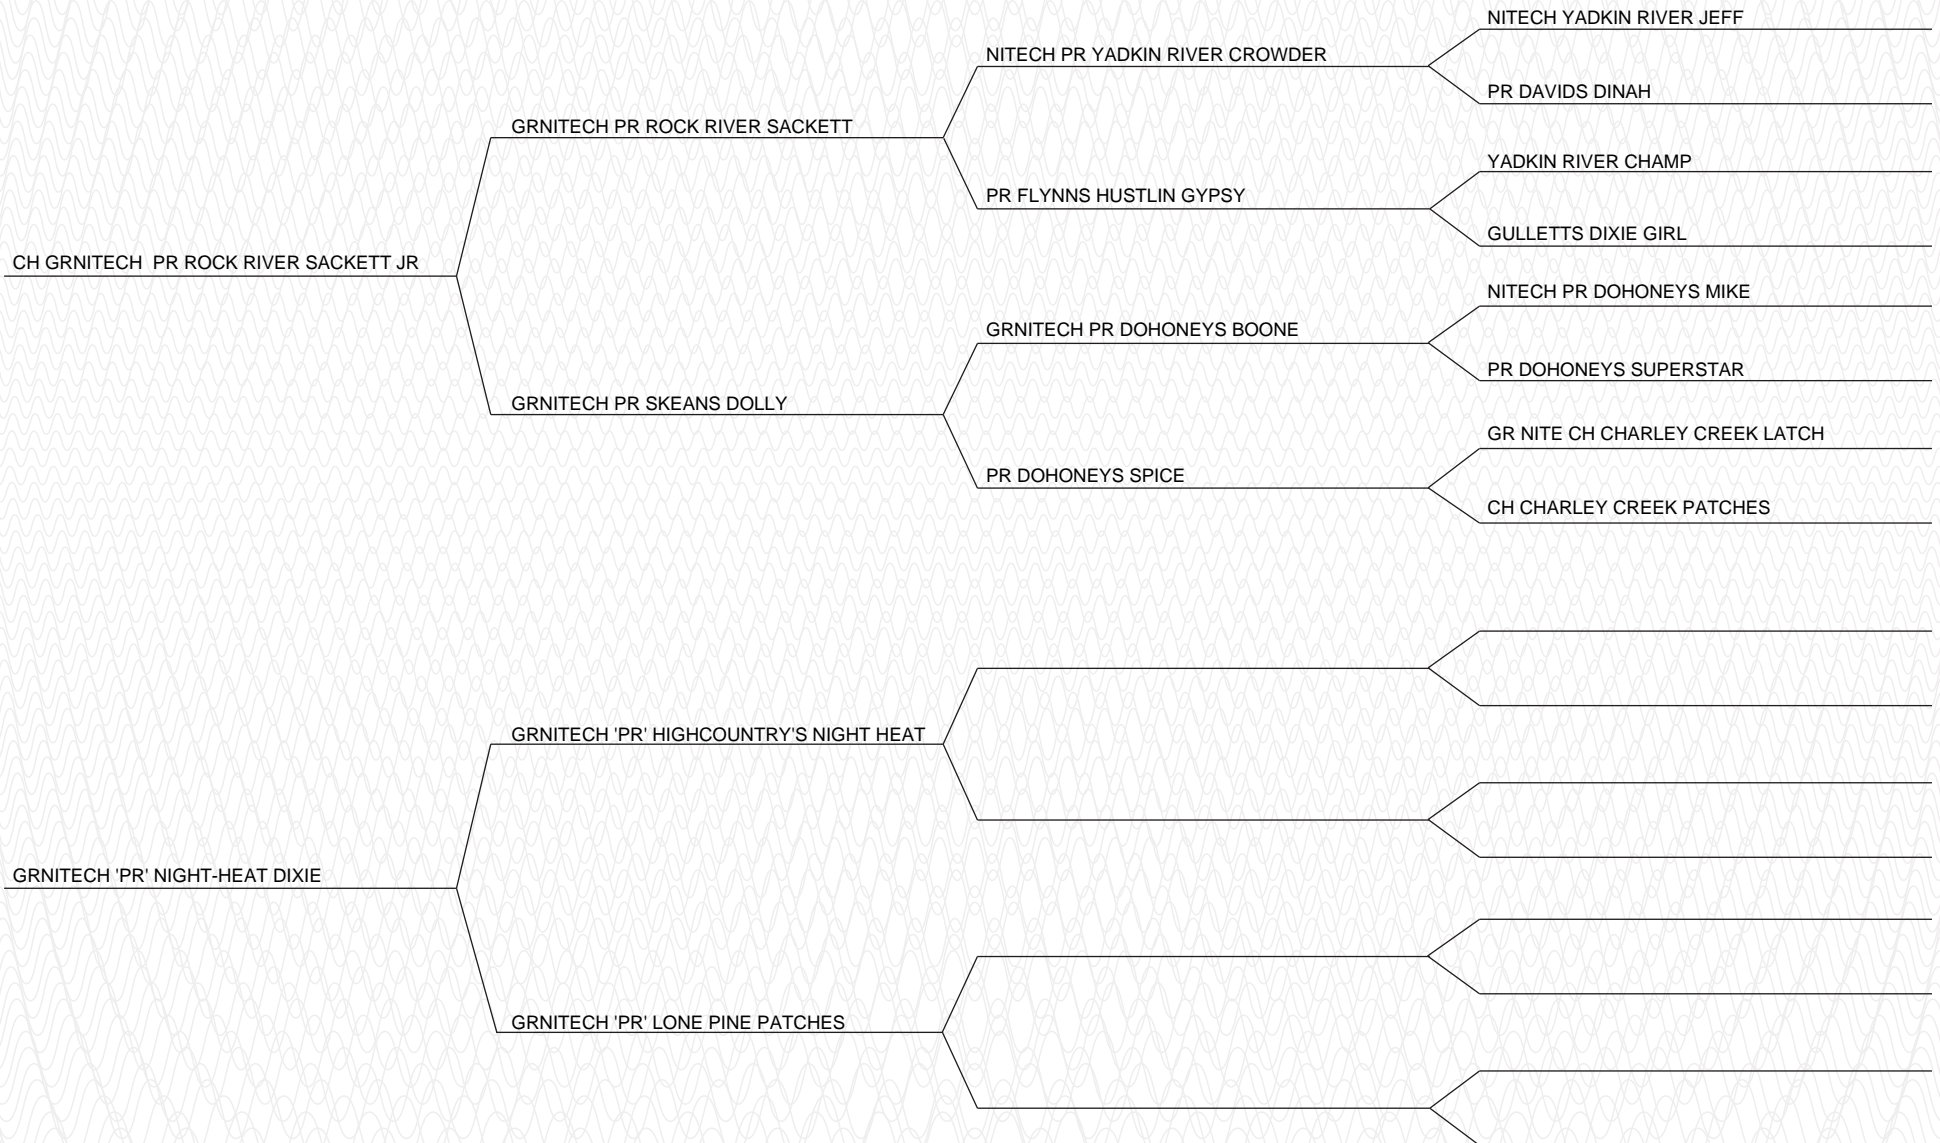 NITECH YADKIN RIVER JEFF
NITECH PR YADKIN RIVER CROWDER
PR DAVIDS DINAH
GRNITECH PR ROCK RIVER SACKETT
YADKIN RIVER CHAMP
PR FLYNNS HUSTLIN GYPSY
GULLETTS DIXIE GIRL
CH GRNITECH  PR ROCK RIVER SACKETT JR
NITECH PR DOHONEYS MIKE
GRNITECH PR DOHONEYS BOONE
PR DOHONEYS SUPERSTAR
GRNITECH PR SKEANS DOLLY
GR NITE CH CHARLEY CREEK LATCH
PR DOHONEYS SPICE
CH CHARLEY CREEK PATCHES
GRNITECH 'PR' HIGHCOUNTRY'S NIGHT HEAT
GRNITECH 'PR' NIGHT-HEAT DIXIE
GRNITECH 'PR' LONE PINE PATCHES